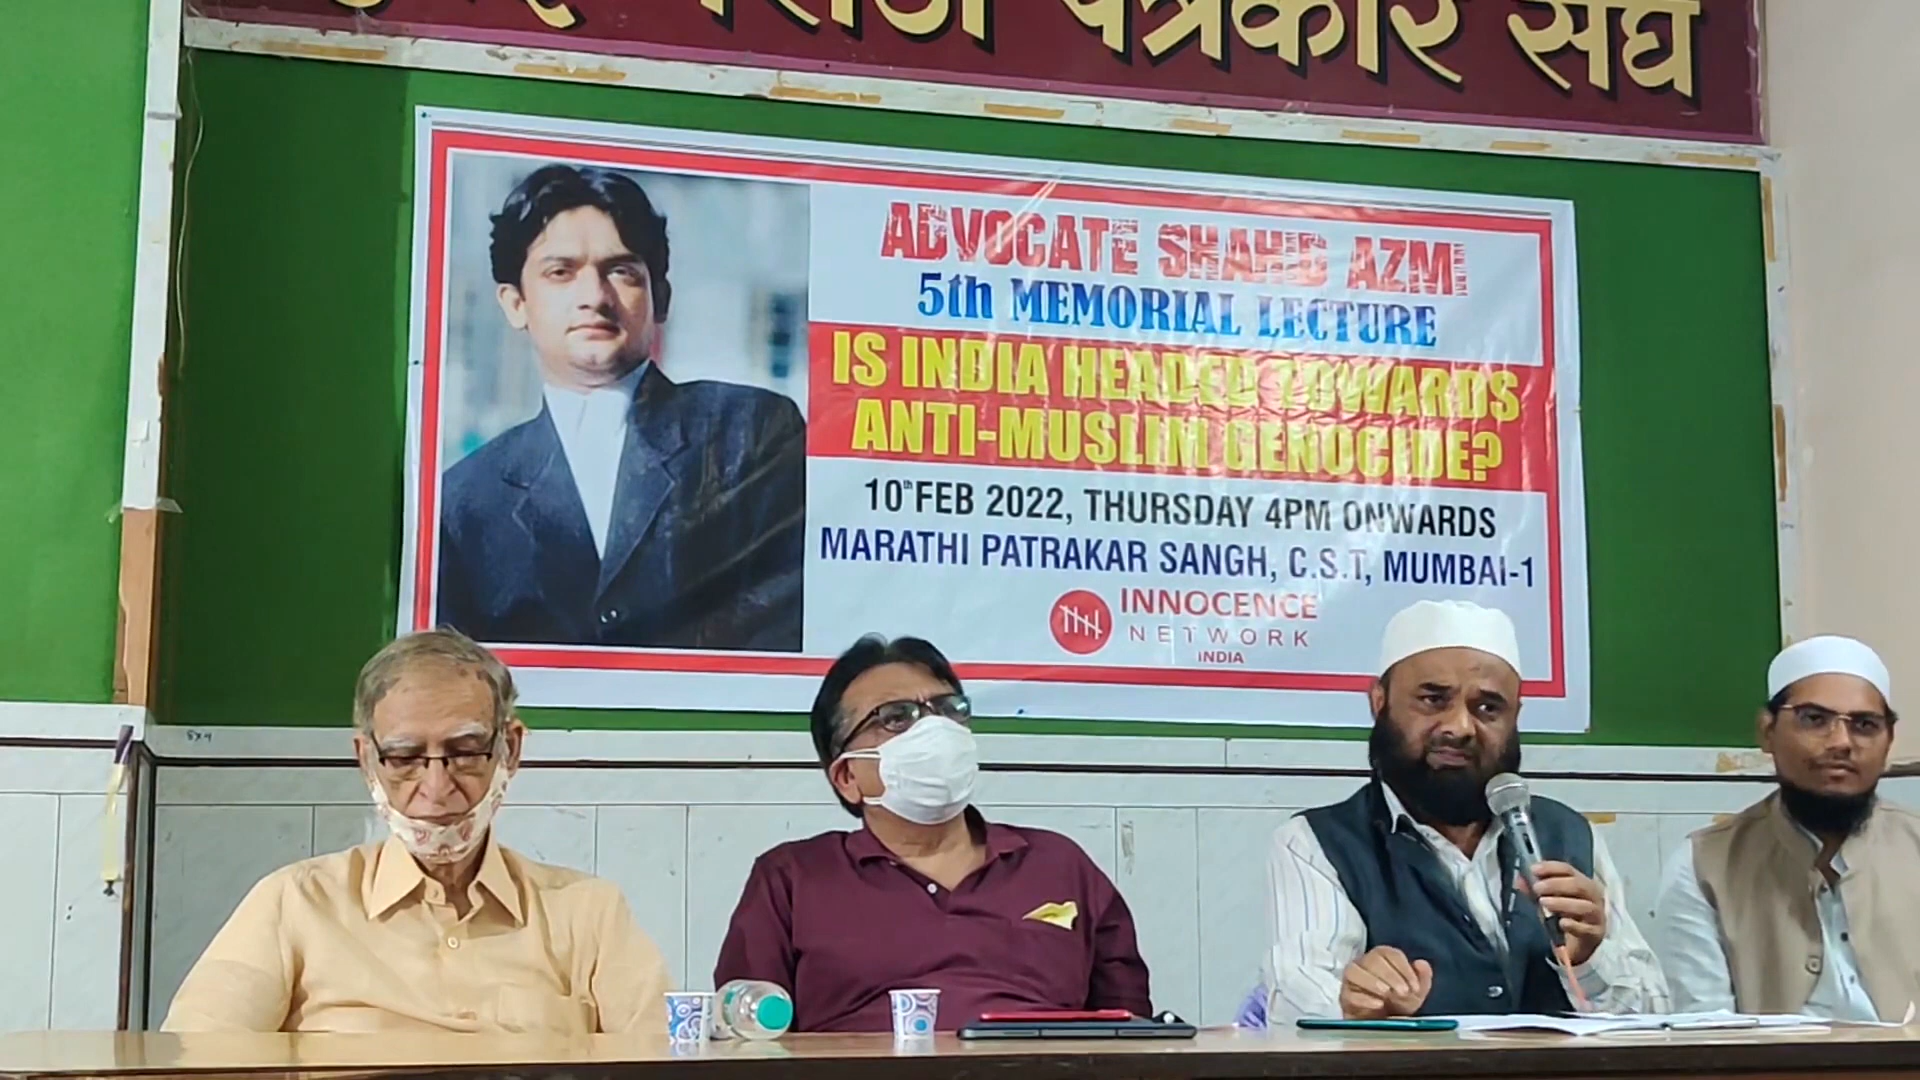 मराठी पत्रकार संघ
ADVOCATE SHAHID AZMI
5th MEMORIAL LECTURE
IS INDIA HEADED TOWARDS
ANTI-MUSLIM GENOCIDE?
10th FEB 2022, THURSDAY 4PM ONWARDS
MARATHI PATRAKAR SANGH, C.S.T, MUMBAI-1
INNOCENCE
NETWORK
INDIA